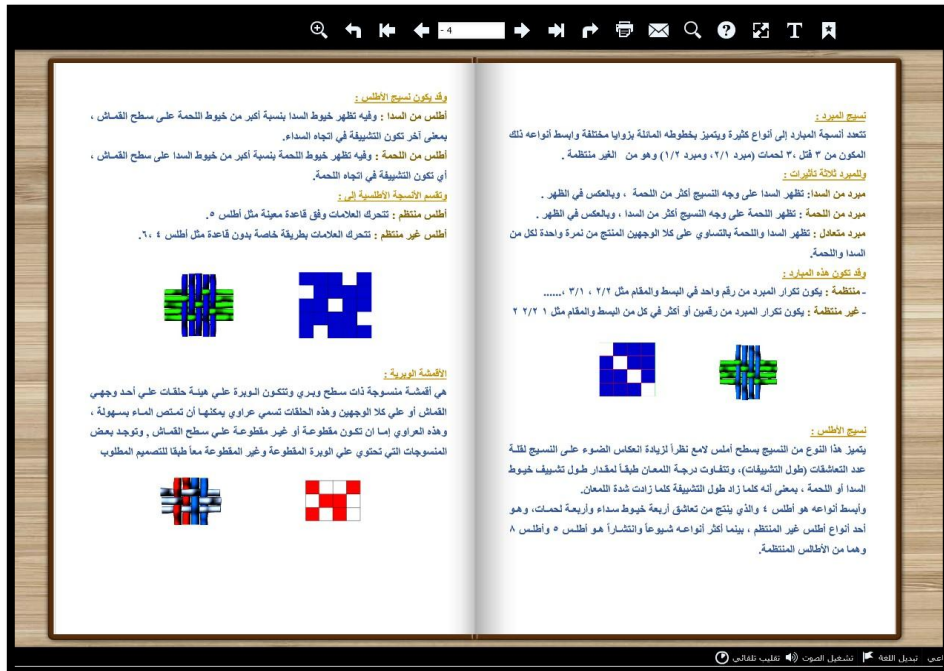 - 4
T
نسيج المبرد :
تتعدد أنسجة المبارد إلى أنواع كثيرة ويتميز بخطوطه المائلة بزوايا مختلفة وابسط أنواعه ذلك
المكون من ٣ فتل ،٣ لحمات (مبرد ٢/١، ومبرد ١/٢) وهو من الغير منتظمة .
وللمبرد ثلاثة تأثيرات :
مبرد من السدا: تظهر السدا على وجه النسيج أكثر من اللحمة ، وبالعكس في الظهر .
مبرد من اللحمة : تظهر اللحمة على وجه النسيج أكثر من السدا ، وبالعكس في الظهر .
مبرد متعادل : تظهر السدا واللحمة بالتساوي على كلا الوجهين المنتج من نمرة واحدة لكل من
السدا واللحمة.
وقد تكون هذه المبارد :
- منتظمة : يكون تكرار المبرد من رقم واحد في البسط والمقام مثل ٢/٢ ، ٣/١ ،......
- غير منتظمة : يكون تكرار المبرد من رقمين أو أكثر في كل من البسط والمقام مثل ١ ٢/٢ ٢
نسيج الأطلس :
يتميز هذا النوع من النسيج بسطح أملس لامع نظراً لزيادة انعكاس الضوء على النسيج لقلة
عدد التعاشقات (طول التشييفات)، وتتفاوت درجة اللمعان طبقاً لمقدار طول تشييف خيوط
السدا أو اللحمة ، بمعنى أنه كلما زاد طول التشييفة كلما زادت شدة اللمعان.
وأبسط أنواعه هو أطلس ٤ والذي ينتج من تعاشق أربعة خيوط سداء وأربعة لحمات، وهو
أحد أنواع أطلس غير المنتظم ، بينما أكثر أنواعه شيوعاً وانتشاراً هو أطلس ٥ وأطلس ٨
وهما من الأطالس المنتظمة.
وقد يكون نسيج الأطلس :
أطلس من السدا : وفيه تظهر خيوط السدا بنسبة أكبر من خيوط اللحمة على سطح القماش ،
بمعنى آخر تكون التشييفة في اتجاه السداء.
أطلس من اللحمة : وفيه تظهر خيوط اللحمة بنسبة أكبر من خيوط السدا على سطح القماش ،
أي تكون التشييفة في اتجاه اللحمة.
وتقسم الأنسجة الأطلسية إلى :
أطلس منتظم : تتحرك العلامات وفق قاعدة معينة مثل أطلس ٥.
أطلس غير منتظم : تتحرك العلامات بطريقة خاصة بدون قاعدة مثل أطلس ٤ ،٦.
الأقمشة الوبرية :
هي أقمشة منسوجة ذات سطح وبري وتتكون الوبرة علي هيئة حلقات علي أحد وجهي
القماش أو علي كلا الوجهين وهذه الحلقات تسمي عراوي يمكنها أن تمتص الماء بسهولة ،
وهذه العراوي إما ان تكون مقطوعة أو غير مقطوعة علي سطح القماش , وتوجد بعض
المنسوجات التي تحتوي علي الوبرة المقطوعة وغير المقطوعة معاً طبقا للتصميم المطلوب
تبديل اللغة تشغيل الصوت تقليب تلقائى